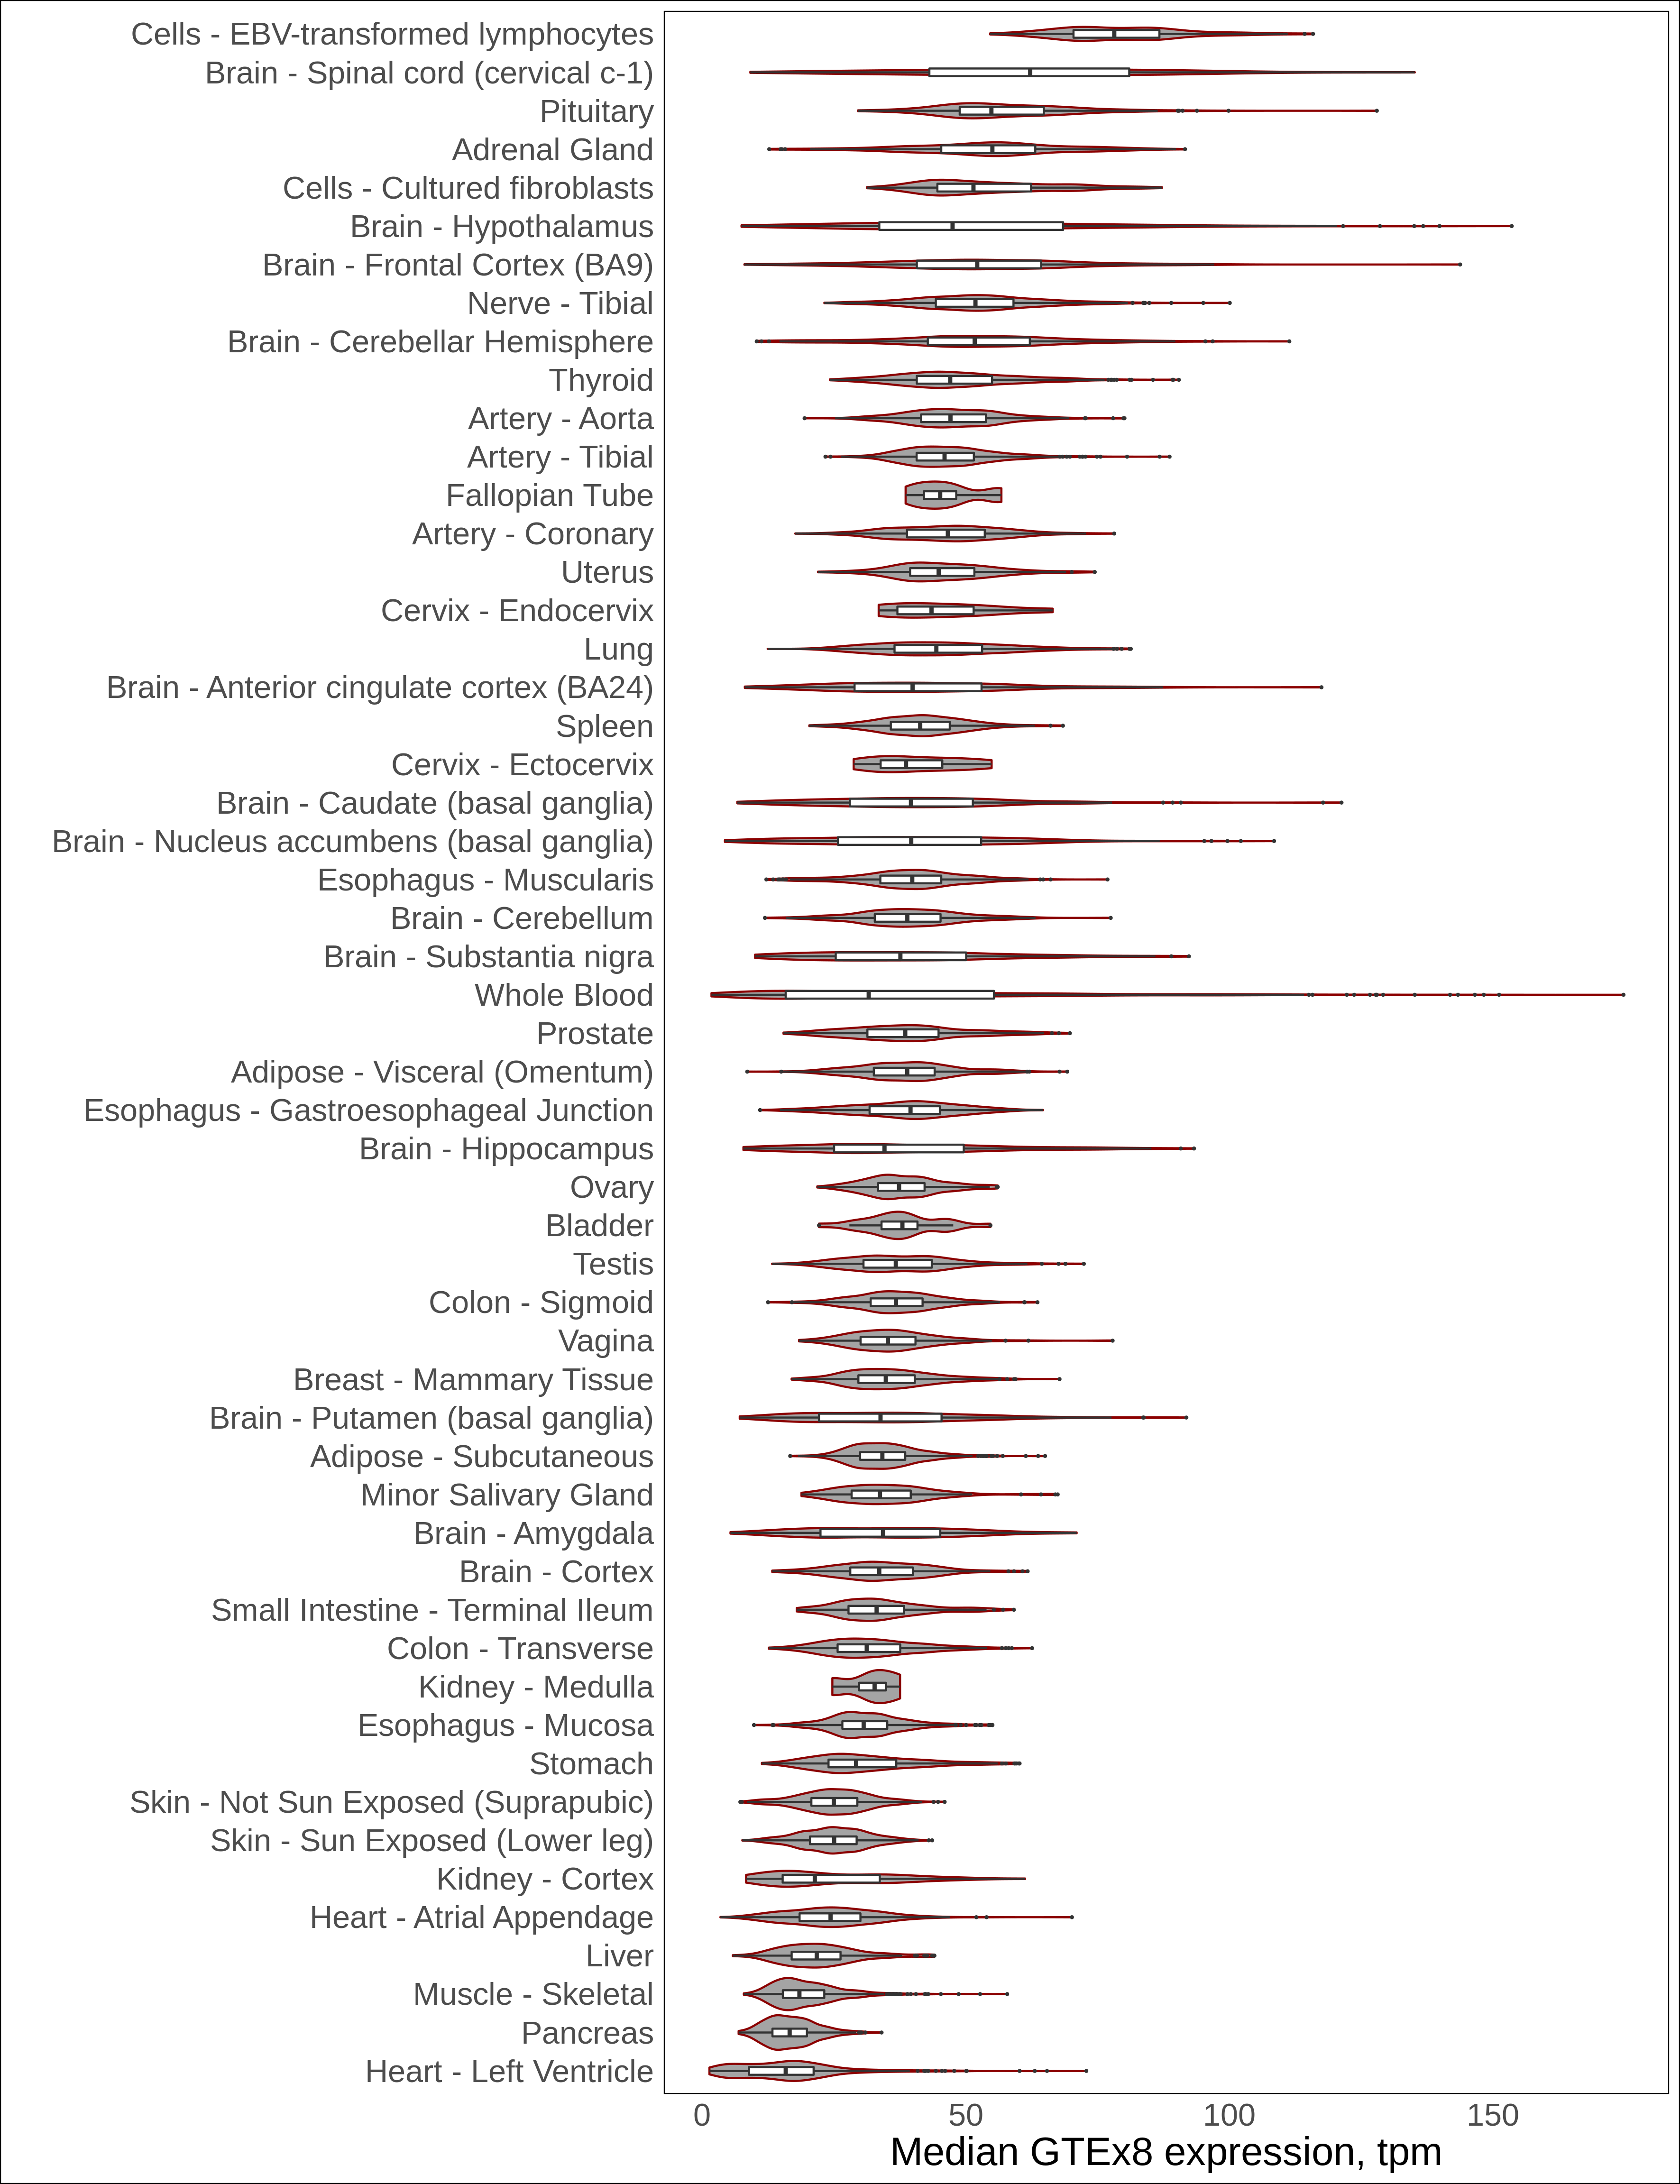 Cells - EBV-transformed lymphocytes
Brain - Spinal cord (cervical c-1)
Pituitary
Adrenal Gland
Cells - Cultured fibroblasts
Brain - Hypothalamus
Brain - Frontal Cortex (BA9)
Nerve - Tibial
Brain - Cerebellar Hemisphere
Thyroid
Artery - Aorta
Artery - Tibial
Fallopian Tube
Artery - Coronary
Uterus
Cervix - Endocervix
Lung
Brain - Anterior cingulate cortex (BA24)
Spleen
Cervix - Ectocervix
Brain - Caudate (basal ganglia)
Brain - Nucleus accumbens (basal ganglia)
Esophagus - Muscularis
Brain - Cerebellum
Brain - Substantia nigra
Whole Blood
Prostate
Adipose - Visceral (Omentum)
Esophagus - Gastroesophageal Junction
Brain - Hippocampus
Ovary
Bladder
Testis
Colon - Sigmoid
Vagina
Breast - Mammary Tissue
Brain - Putamen (basal ganglia)
Adipose - Subcutaneous
Minor Salivary Gland
Brain - Amygdala
Brain - Cortex
Small Intestine - Terminal Ileum
Colon - Transverse
Kidney - Medulla
Esophagus - Mucosa
Stomach
Skin - Not Sun Exposed (Suprapubic)
Skin - Sun Exposed (Lower leg)
Kidney - Cortex
Heart - Atrial Appendage
Liver
Muscle - Skeletal
Pancreas
Heart - Left Ventricle
0 50 100 150
Median GTEx8 expression, tpm